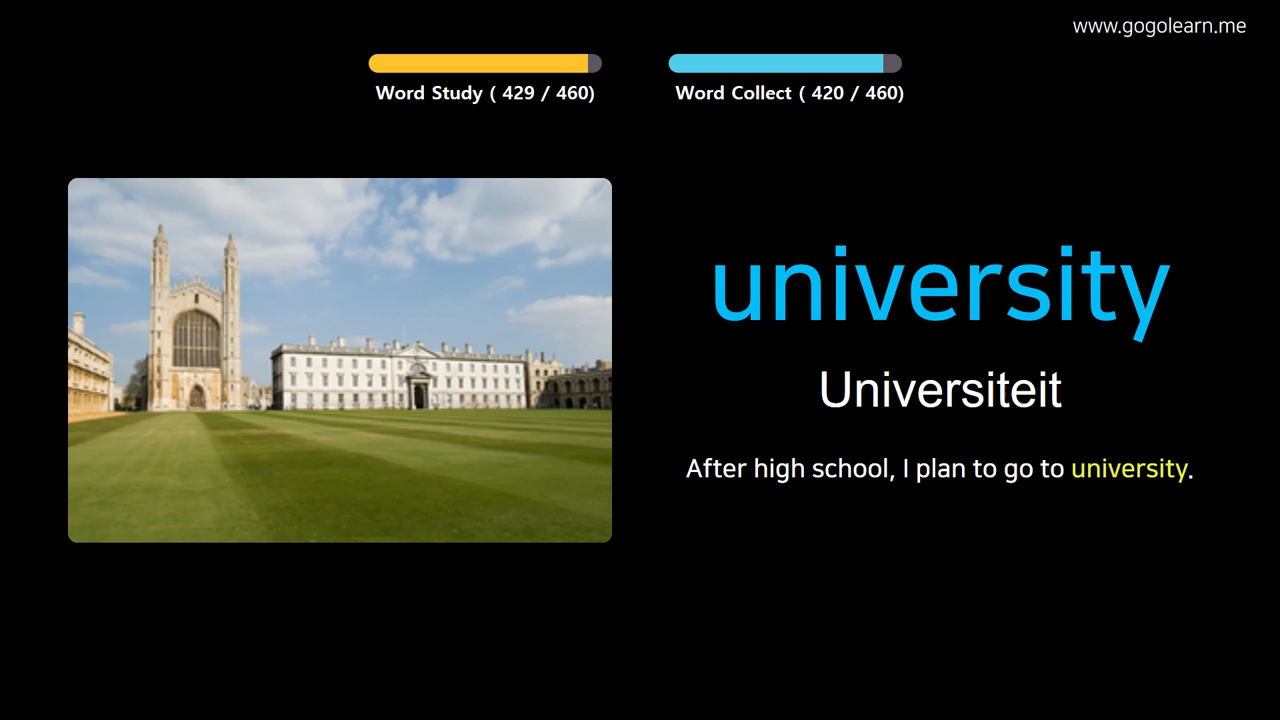 www.gogolearn.me
Word Study ( 429 / 460)
Word Collect ( 420 / 460)
university
Universiteit
After high school, I plan to go to university.